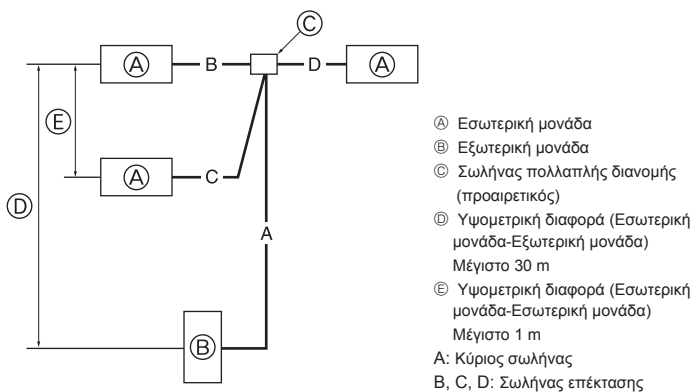 Ⓒ
Ⓐ B D Ⓐ
Ⓔ
Ⓐ C
Ⓓ
A
Ⓑ
Ⓐ Εσωτερική μονάδα
Ⓑ Εξωτερική μονάδα
Ⓒ Σωλήνας πολλαπλής διανομής
(προαιρετικός)
Ⓓ Υψομετρική διαφορά (Εσωτερική
μονάδα-Εξωτερική μονάδα)
Μέγιστο 30 m
Ⓔ Υψομετρική διαφορά (Εσωτερική
μονάδα-Εσωτερική μονάδα)
Μέγιστο 1 m
A: Κύριος σωλήνας
B, C, D: Σωλήνας επέκτασης